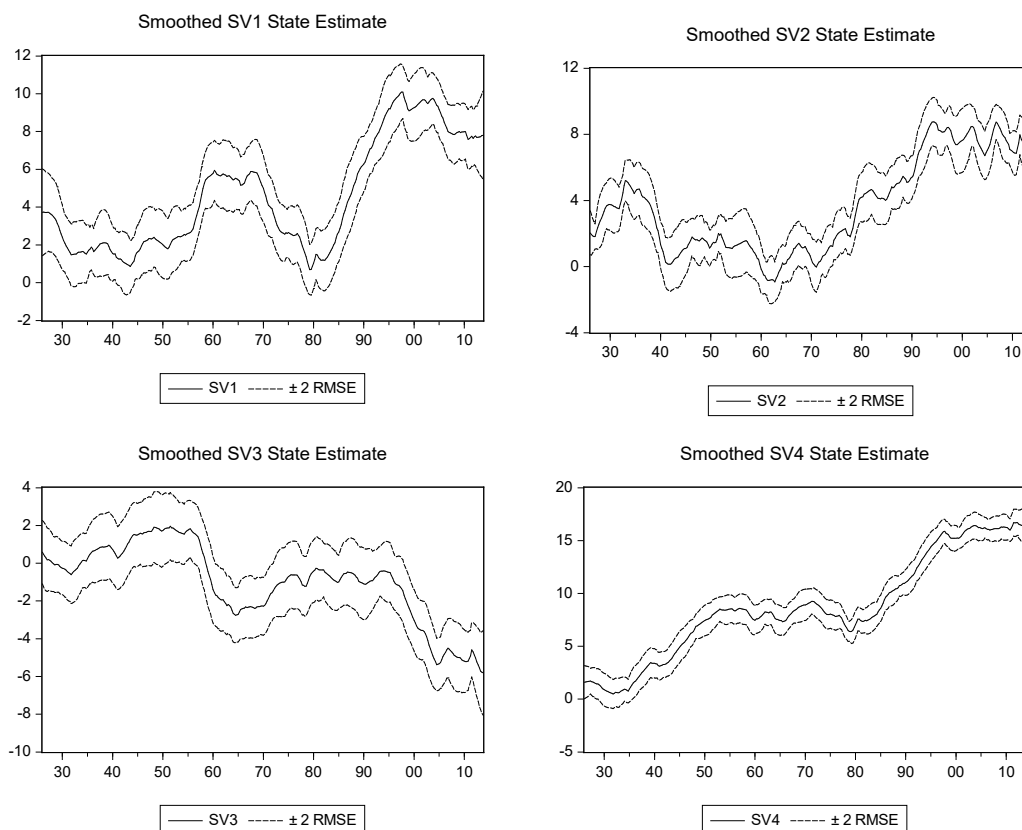 Smoothed SV1 State Estimate
12
10
8
6
4
2
0
-2
30 40 50 60 70 80 90 00 10
SV1 ± 2 RMSE
Smoothed SV2 State Estimate
12
8
4
0
-4
30 40 50 60 70 80 90 00 10
SV2 ± 2 RMSE
Smoothed SV3 State Estimate
4
2
0
-2
-4
-6
-8
-10
30 40 50 60 70 80 90 00 10
SV3 ± 2 RMSE
Smoothed SV4 State Estimate
20
15
10
5
0
-5
30 40 50 60 70 80 90 00 10
SV4 ± 2 RMSE